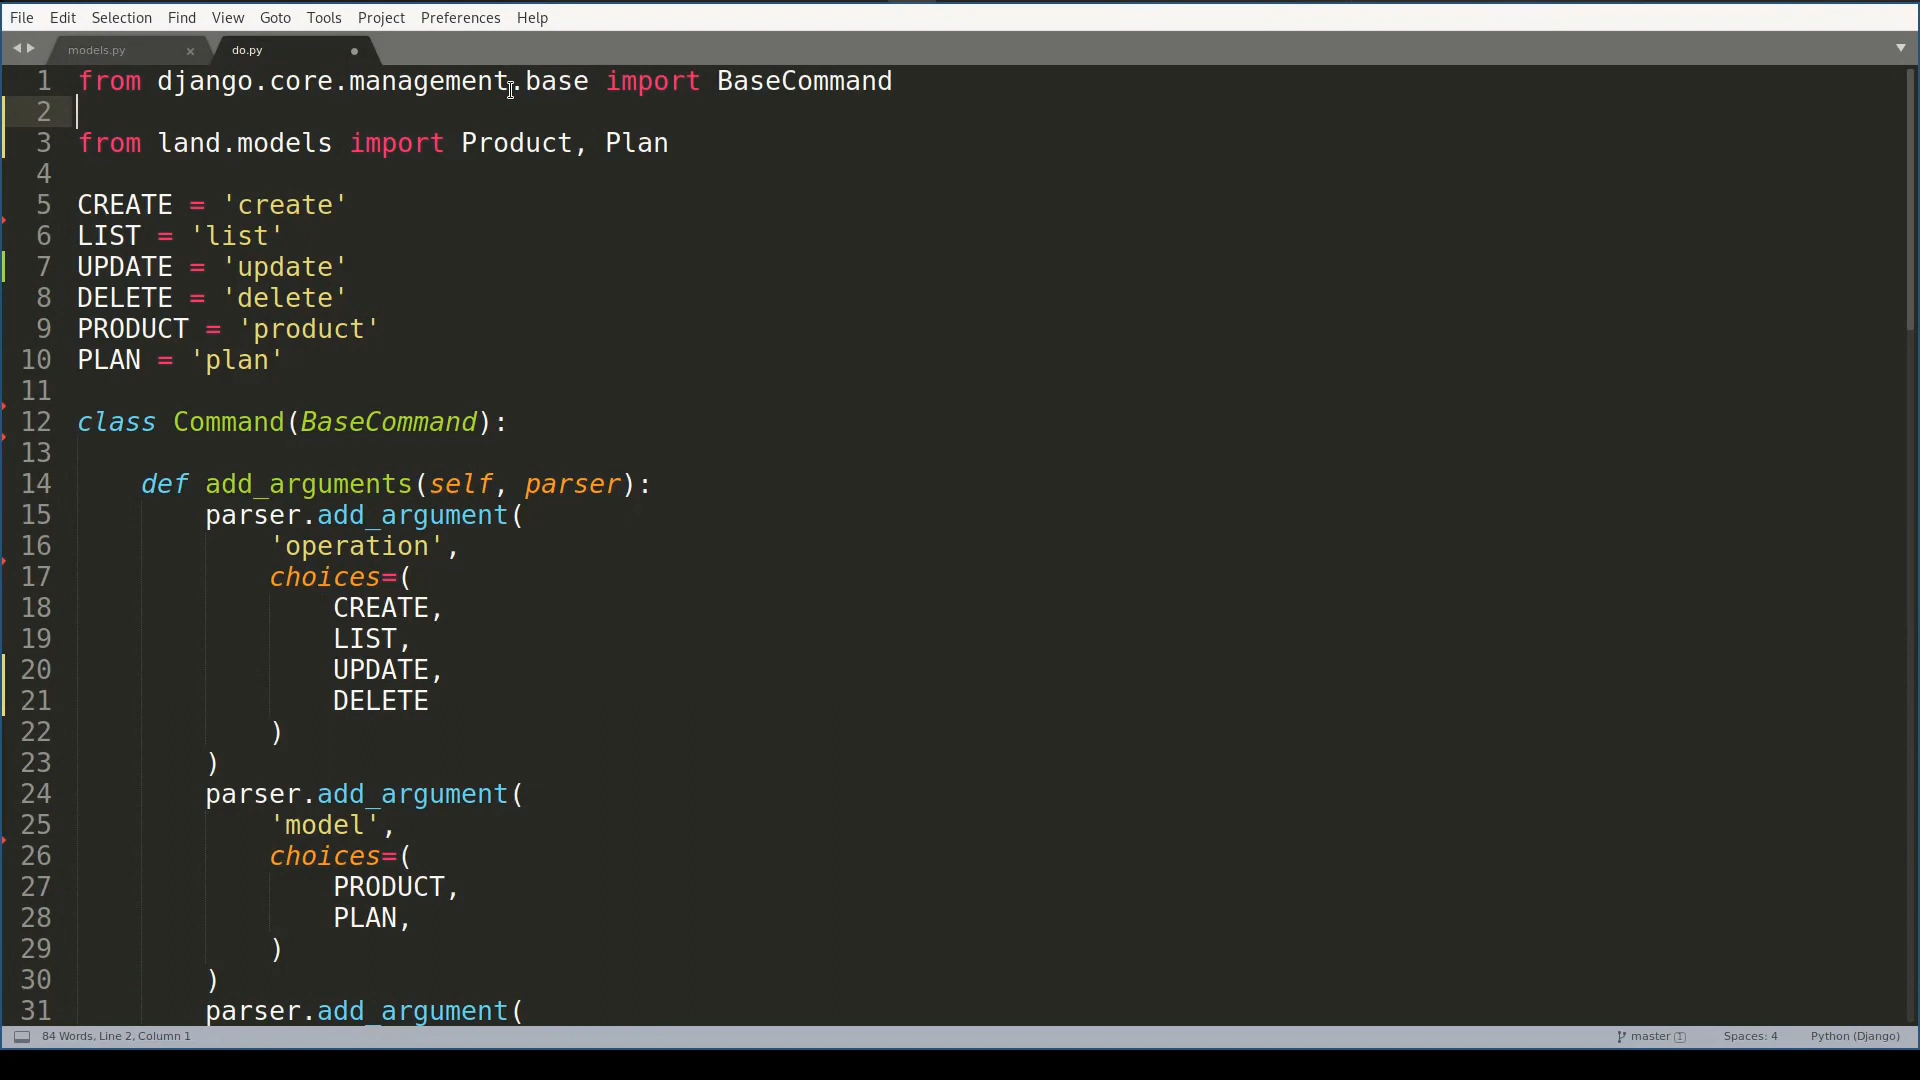 File Edit Selection Find View Goto Tools Project Preferences Help
models.py do.py
1 from django.core.management.base import BaseCommand
2
3 from land.models import Product, Plan
4
5 CREATE = 'create'
6 LIST = 'list'
7 UPDATE = 'update'
8 DELETE = 'delete'
9 PRODUCT = 'product'
10 PLAN = 'plan'
11
12 class Command(BaseCommand):
13
14     def add_arguments(self, parser):
15         parser.add_argument(
16             'operation',
17             choices=(
18                 CREATE,
19                 LIST,
20                 UPDATE,
21                 DELETE
22             )
23         )
24         parser.add_argument(
25             'model',
26             choices=(
27                 PRODUCT,
28                 PLAN,
29             )
30         )
31         parser.add_argument(
84 Words, Line 2, Column 1 master 1 Spaces: 4 Python (Django)